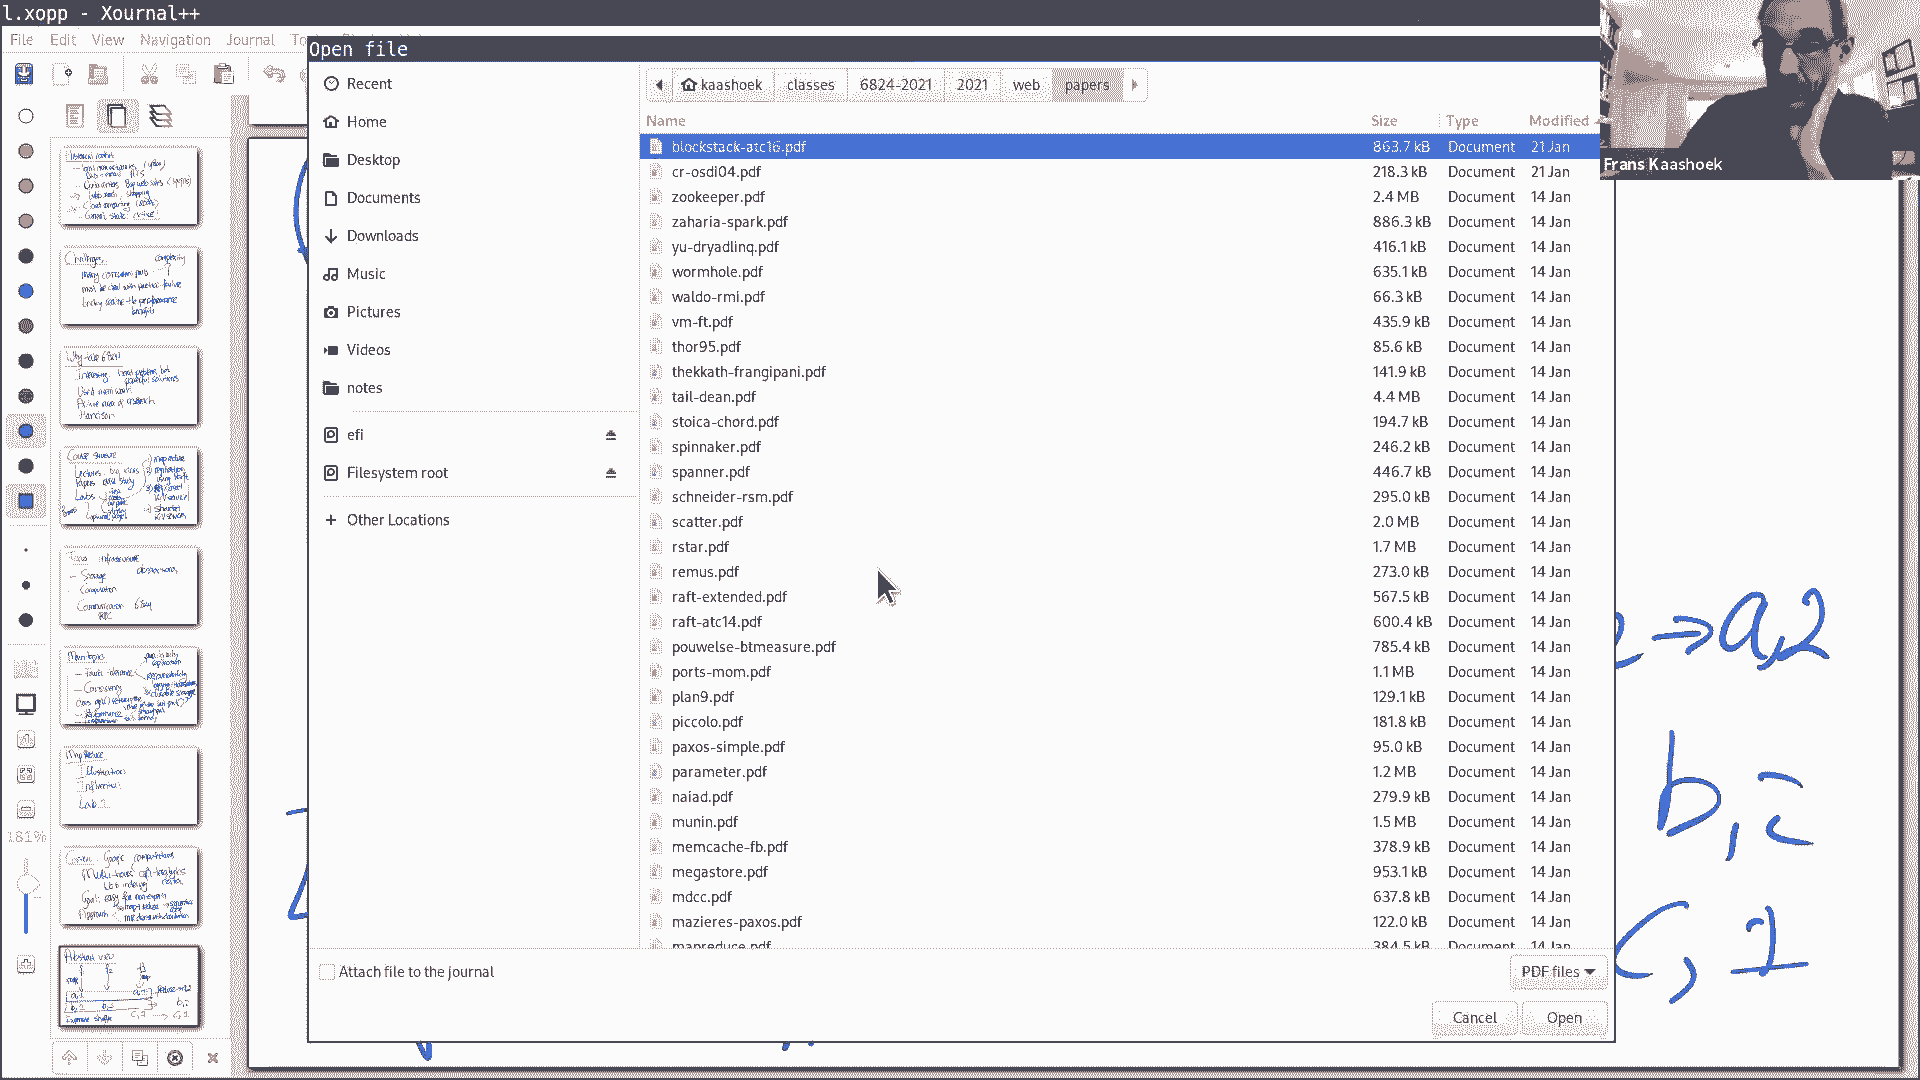 l.xopp - Xournal++
File Edit View Navigation Journal
Open file
Recent
Home
Desktop
Documents
Downloads
Music
Pictures
Videos
notes
efi
Filesystem root
Other Locations
kaashoek classes 6824-2021 2021 web papers
Name Size Type Modified
blockstack-atc16.pdf 863.7 kB Document 21 Jan
cr-osdi04.pdf 218.3 kB Document 21 Jan
zookeeper.pdf 2.4 MB Document 14 Jan
zaharia-spark.pdf 886.3 kB Document 14 Jan
yu-dryadlinq.pdf 416.1 kB Document 14 Jan
wormhole.pdf 635.1 kB Document 14 Jan
waldo-rmi.pdf 66.3 kB Document 14 Jan
vm-ft.pdf 435.9 kB Document 14 Jan
thor95.pdf 85.6 kB Document 14 Jan
thekkath-frangipani.pdf 141.9 kB Document 14 Jan
tail-dean.pdf 4.4 MB Document 14 Jan
stoica-chord.pdf 194.7 kB Document 14 Jan
spinnaker.pdf 246.2 kB Document 14 Jan
spanner.pdf 446.7 kB Document 14 Jan
schneider-rsm.pdf 295.0 kB Document 14 Jan
scatter.pdf 2.0 MB Document 14 Jan
rstar.pdf 1.7 MB Document 14 Jan
remus.pdf 273.0 kB Document 14 Jan
raft-extended.pdf 567.5 kB Document 14 Jan
raft-atc14.pdf 600.4 kB Document 14 Jan
pouwelse-btmeasure.pdf 785.4 kB Document 14 Jan
ports-mom.pdf 1.1 MB Document 14 Jan
plan9.pdf 129.1 kB Document 14 Jan
piccolo.pdf 181.8 kB Document 14 Jan
paxos-simple.pdf 95.0 kB Document 14 Jan
parameter.pdf 1.2 MB Document 14 Jan
naiad.pdf 279.9 kB Document 14 Jan
munin.pdf 1.5 MB Document 14 Jan
memcache-fb.pdf 378.9 kB Document 14 Jan
megastore.pdf 953.1 kB Document 14 Jan
mdcc.pdf 637.8 kB Document 14 Jan
mazieres-paxos.pdf 122.0 kB Document 14 Jan
mapreduce.pdf 384.5 kB Document 14 Jan
Attach file to the journal
PDF files
Cancel Open
Frans Kaashoek
181%
→ a,2
b,
c, 1